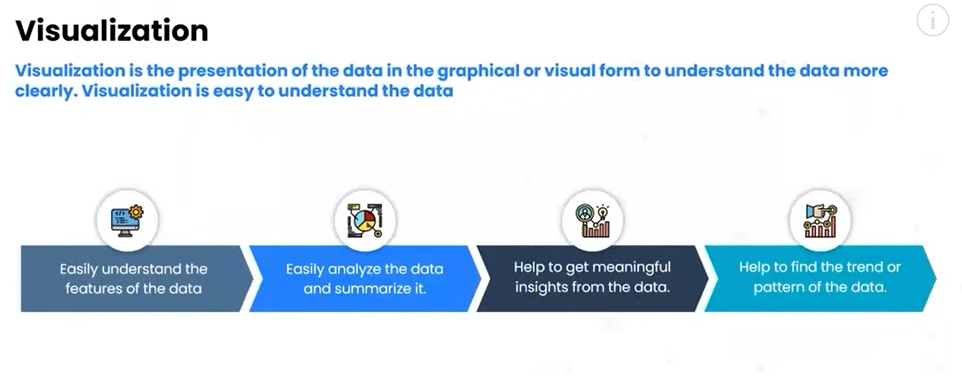 Visualization
Visualization is the presentation of the data in the graphical or visual form to understand the data more
clearly. Visualization is easy to understand the data
Easily understand the
features of the data
Easily analyze the data
and summarize it.
Help to get meaningful
insights from the data.
Help to find the trend or
pattern of the data.